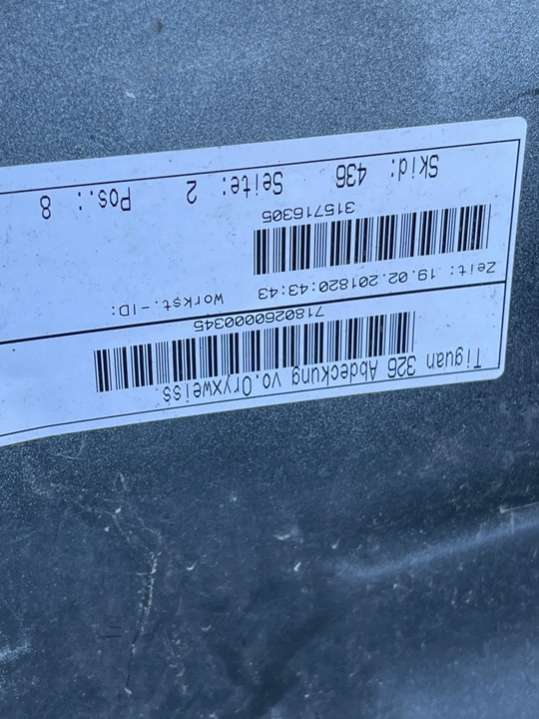 Tiguan 326 Abdeckung vo.Oryxweiss
7180260000345
Zeit: 19.02.201820:43:43 Workst.-ID:
315716305
Skid: 436 Seite: 2 Pos.: 8